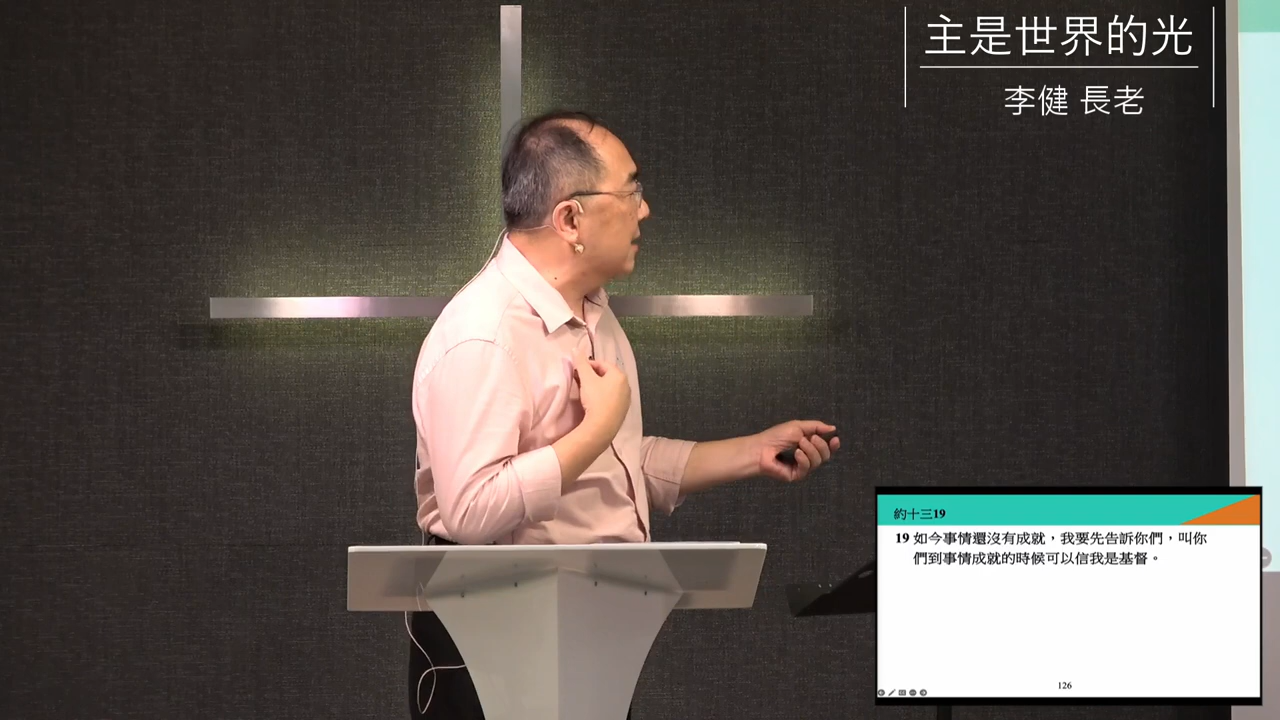 主是世界的光
李健 長老
約十三19
19 如今事情還沒有成就，我要先告訴你們，叫你
們到事情成就的時候可以信我是基督。
126